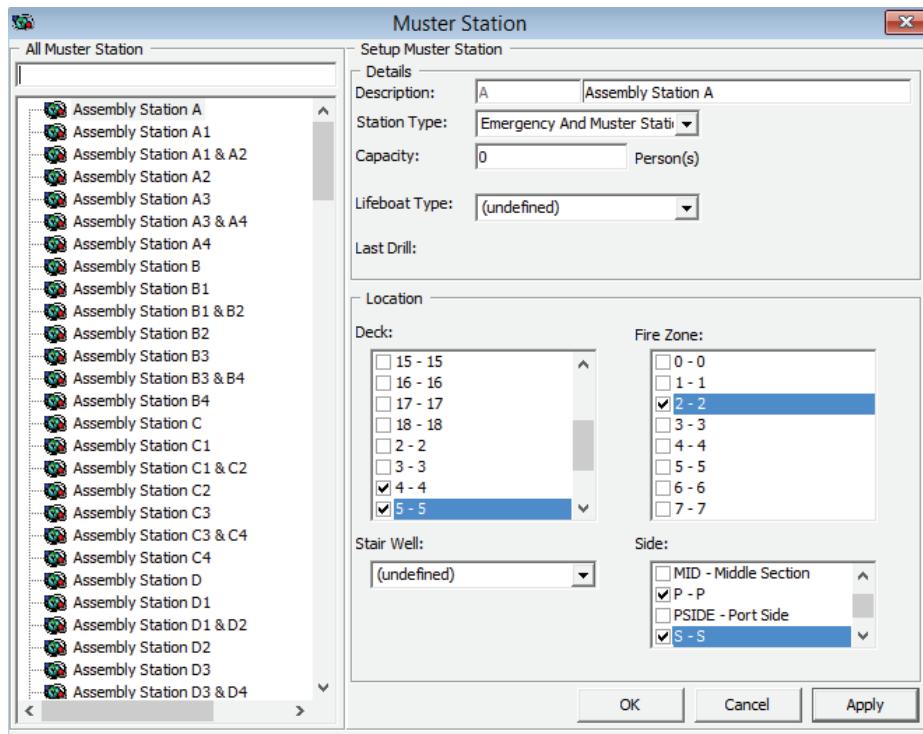 Muster Station
All Muster Station
Assembly Station A
Assembly Station A1
Assembly Station A1 & A2
Assembly Station A2
Assembly Station A3
Assembly Station A3 & A4
Assembly Station A4
Assembly Station B
Assembly Station B1
Assembly Station B1 & B2
Assembly Station B2
Assembly Station B3
Assembly Station B3 & B4
Assembly Station B4
Assembly Station C
Assembly Station C1
Assembly Station C1 & C2
Assembly Station C2
Assembly Station C3
Assembly Station C3 & C4
Assembly Station C4
Assembly Station D
Assembly Station D1
Assembly Station D1 & D2
Assembly Station D2
Assembly Station D3
Assembly Station D3 & D4
Setup Muster Station
Details
Description: A Assembly Station A
Station Type: Emergency And Muster Stati
Capacity: 0 Person(s)
Lifeboat Type: (undefined)
Last Drill:
Location
Deck:
15 - 15
16 - 16
17 - 17
18 - 18
2 - 2
3 - 3
4 - 4
5 - 5
Fire Zone:
0 - 0
1 - 1
2 - 2
3 - 3
4 - 4
5 - 5
6 - 6
7 - 7
Stair Well:
(undefined)
Side:
MID - Middle Section
P - P
PSIDE - Port Side
S - S
OK Cancel Apply